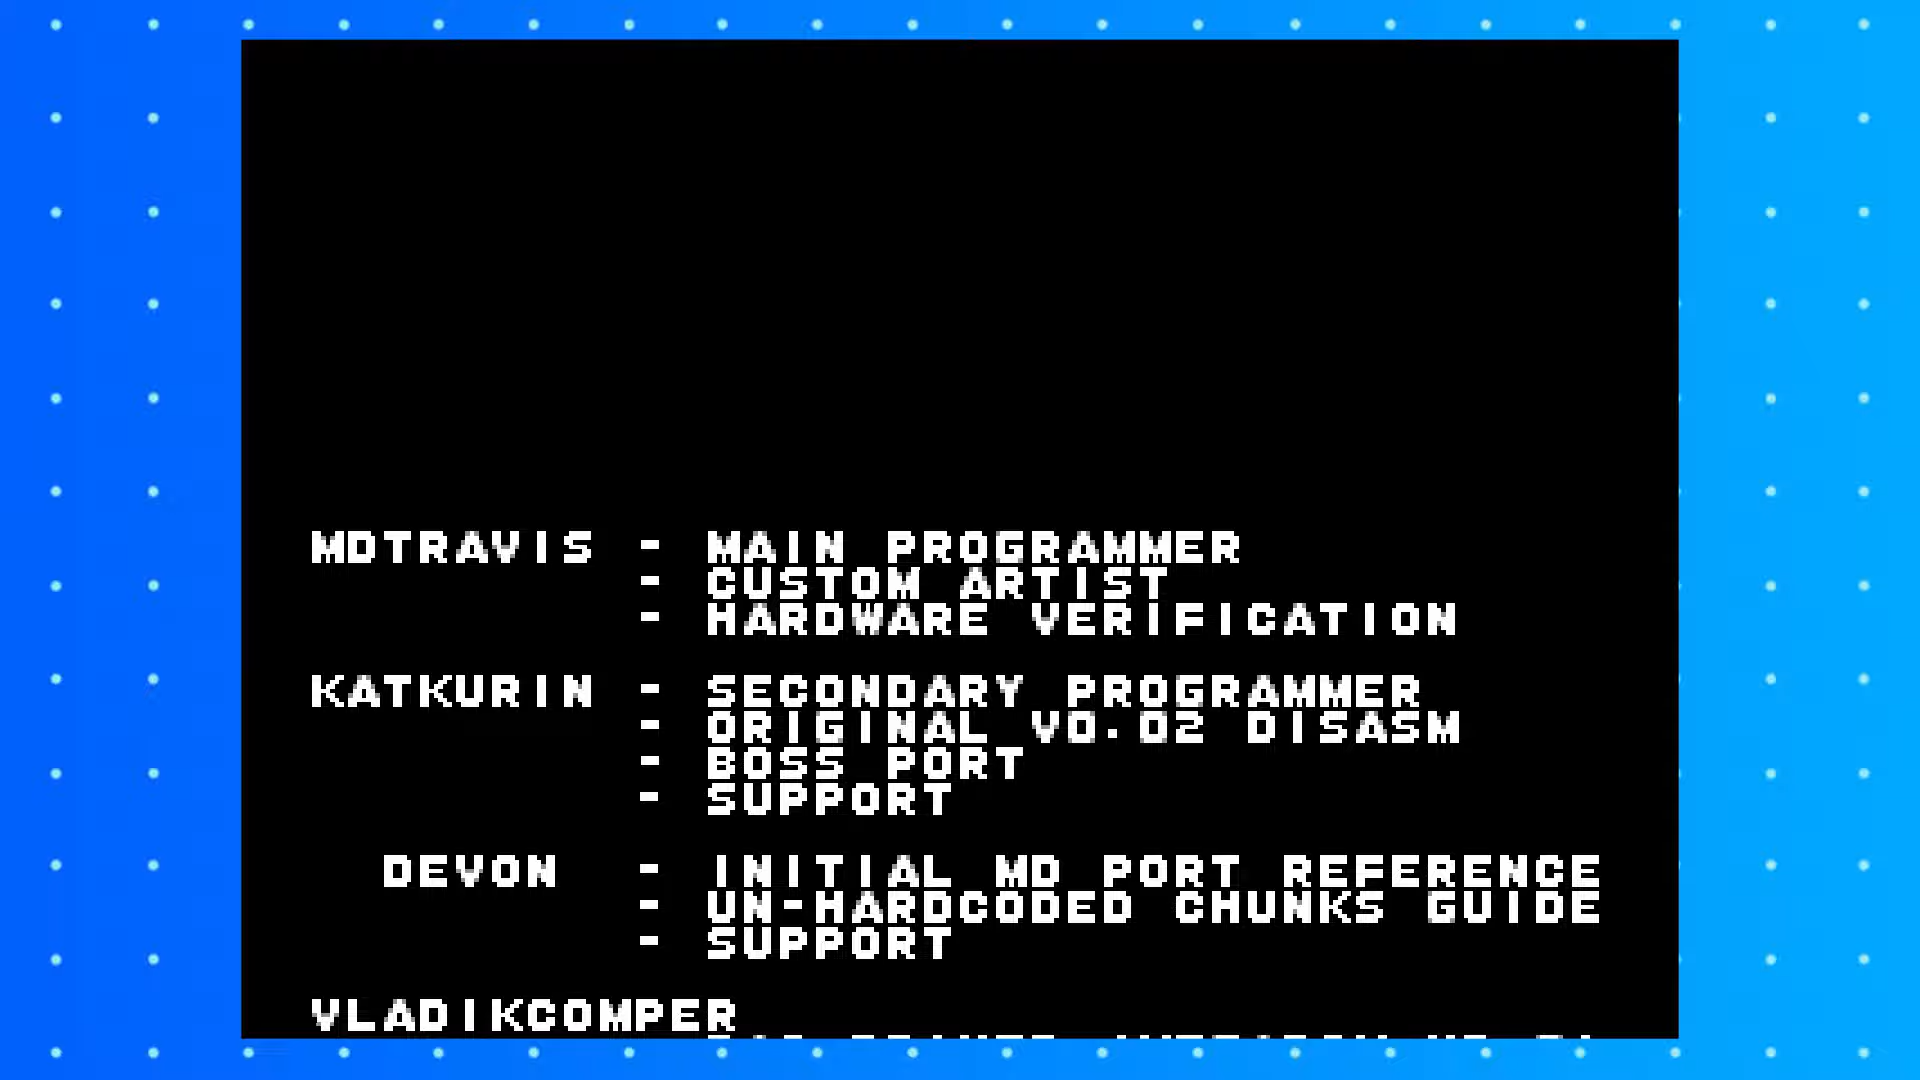 MDTRAVIS - MAIN PROGRAMMER
- CUSTOM ARTIST
- HARDWARE VERIFICATION
KATKURIN - SECONDARY PROGRAMMER
- ORIGINAL V0.02 DISASM
- BOSS PORT
- SUPPORT
DEVON - INITIAL MD PORT REFERENCE
- UN-HARDCODED CHUNKS GUIDE
- SUPPORT
VLADIKCOMPER